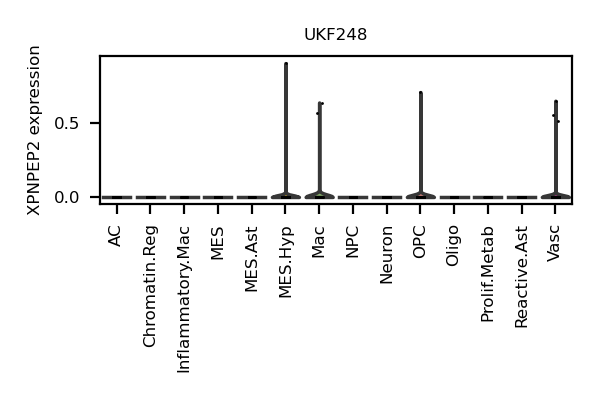 UKF248
XPNPEP2 expression
0.5
0.0
AC
Chromatin.Reg
Inflammatory.Mac
MES
MES.Ast
MES.Hyp
Mac
NPC
Neuron
OPC
Oligo
Prolif.Metab
Reactive.Ast
Vasc